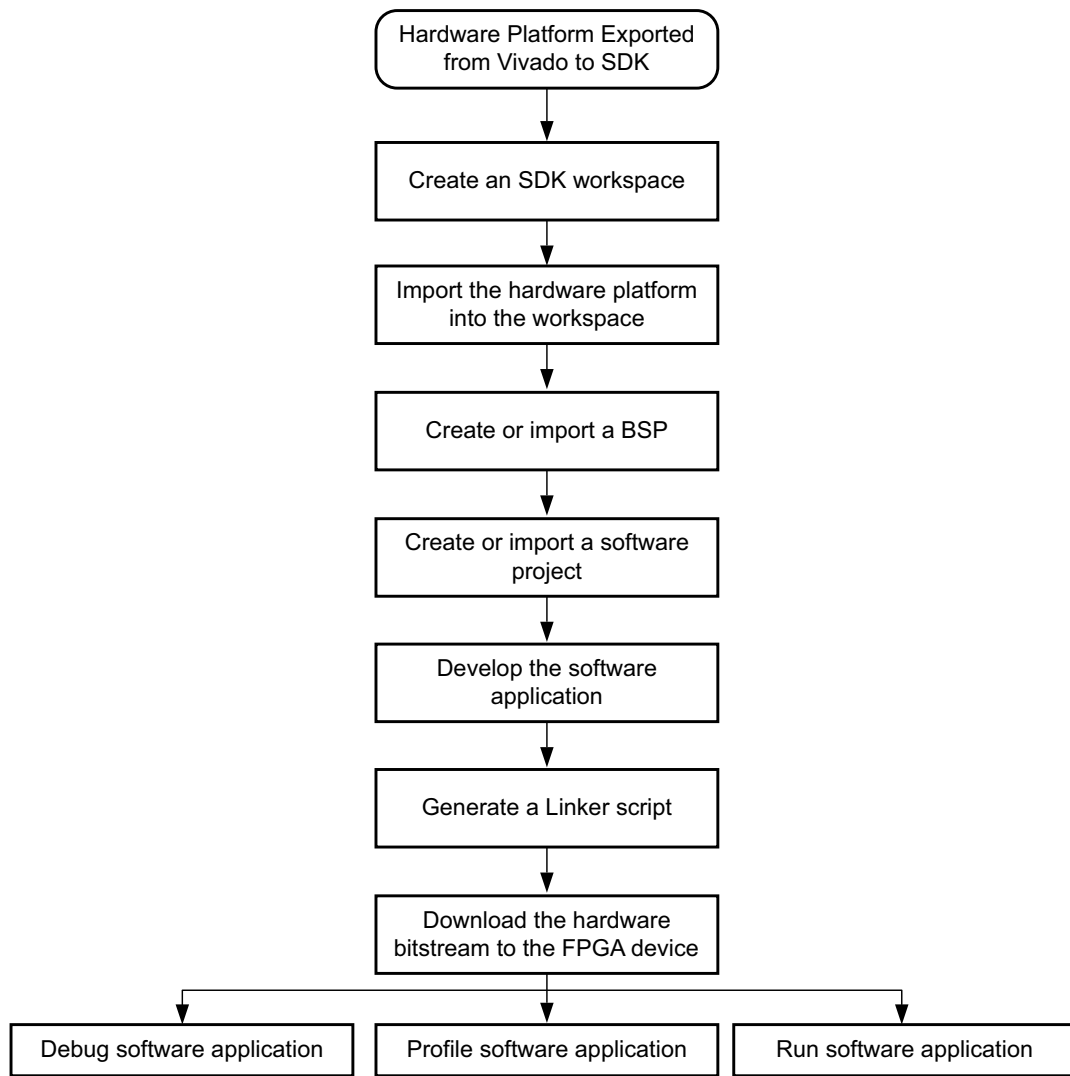 Hardware Platform Exported
from Vivado to SDK
Create an SDK workspace
Import the hardware platform
into the workspace
Create or import a BSP
Create or import a software
project
Develop the software
application
Generate a Linker script
Download the hardware
bitstream to the FPGA device
Debug software application
Profile software application
Run software application